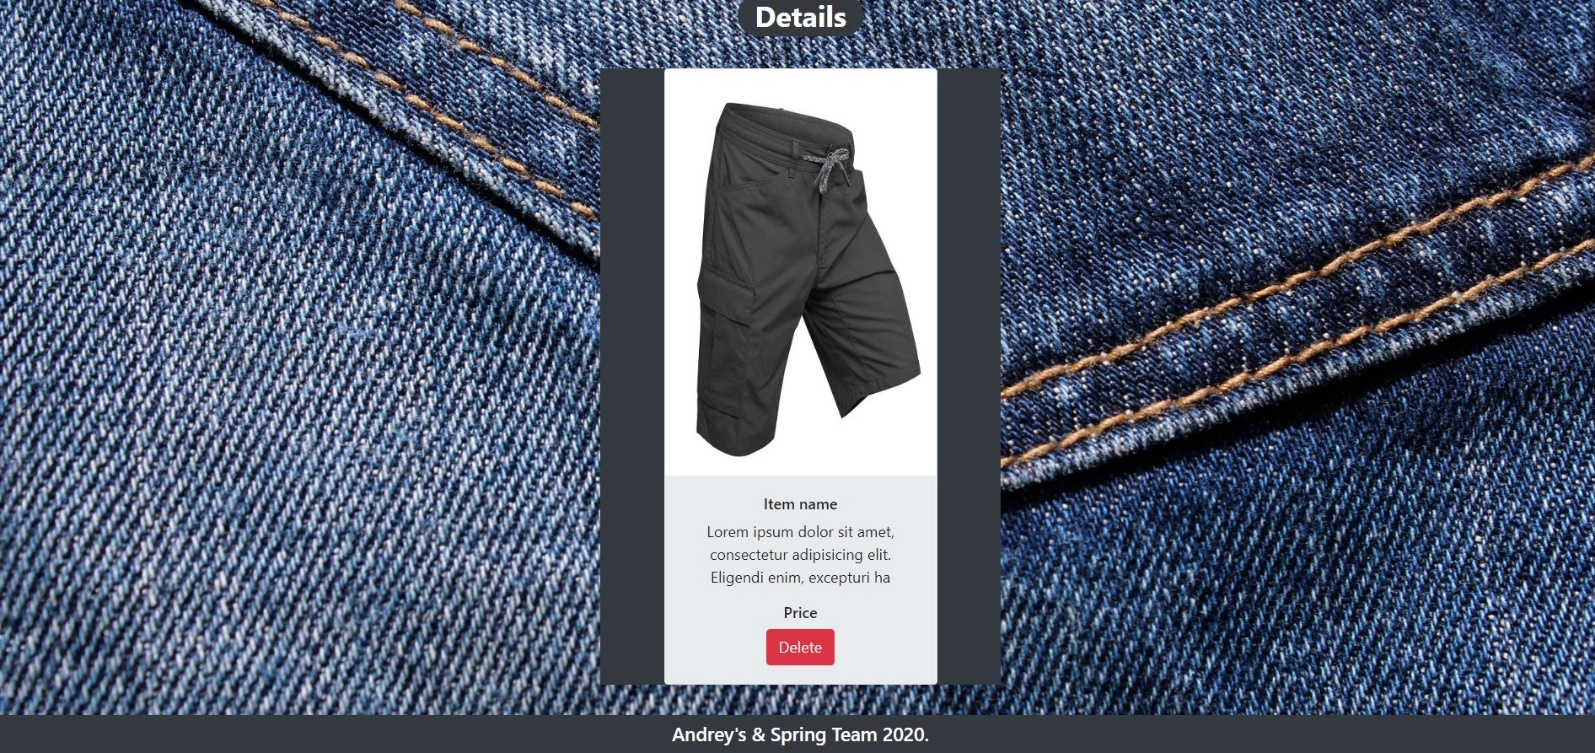 Details
Item name
Lorem ipsum dolor sit amet,
consectetur adipisicing elit.
Eligendi enim, excepturi ha
Price
Delete
Andrey's & Spring Team 2020.